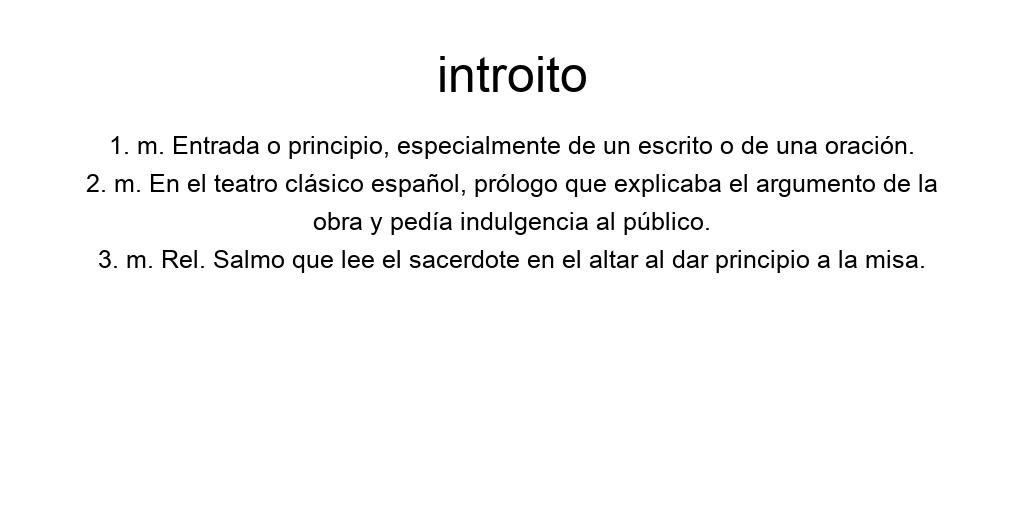 introito
1. m. Entrada o principio, especialmente de un escrito o de una oración.
2. m. En el teatro clásico español, prólogo que explicaba el argumento de la
obra y pedía indulgencia al público.
3. m. Rel. Salmo que lee el sacerdote en el altar al dar principio a la misa.